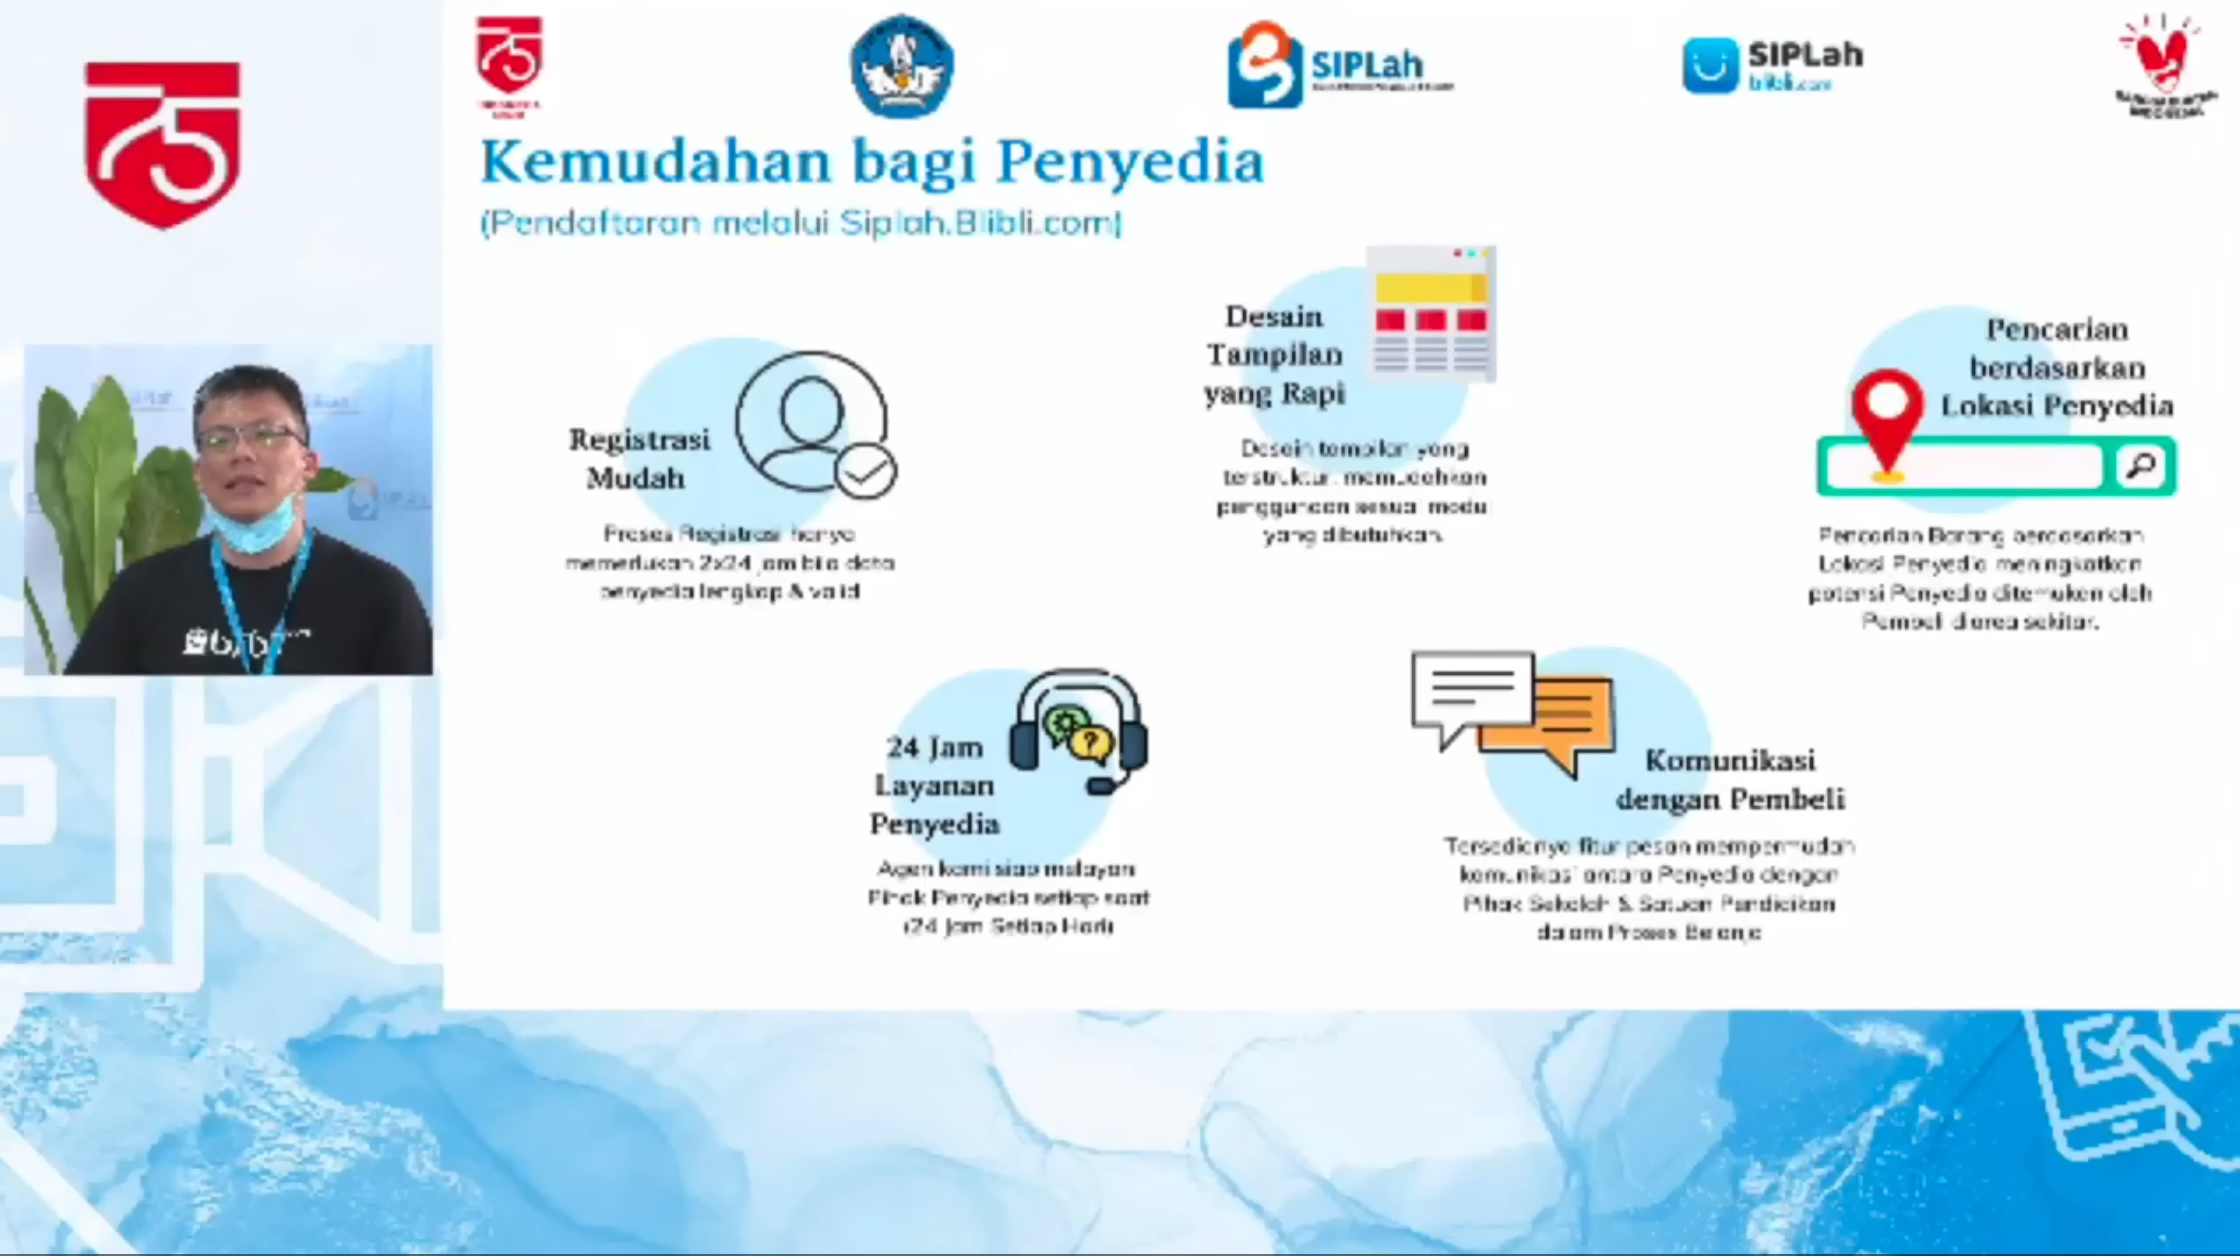 75
75
SIPLah
SIPLah
blibli.com
Kemudahan bagi Penyedia
(Pendaftaran melalui Siplah.Blibli.com)
Registrasi
Mudah
Proses Registrasi hanya
memerlukan 2x24 jam bila data
penyedia lengkap & valid
Desain
Tampilan
yang Rapi
Desain tampilan yang
terstruktur, memudahkan
penggunaan sesuai modul
yang dibutuhkan.
Pencarian
berdasarkan
Lokasi Penyedia
Pencarian Barang berdasarkan
Lokasi Penyedia meningkatkan
potensi Penyedia ditemukan oleh
Pembeli diarea sekitar.
24 Jam
Layanan
Penyedia
Agen kami siap melayani
Pihak Penyedia setiap saat
(24 Jam Setiap Hari)
Komunikasi
dengan Pembeli
Tersedianya fitur pesan mempermudah
komunikasi antara Penyedia dengan
Pihak Sekolah & Satuan Pendidikan
dalam Proses Belanja